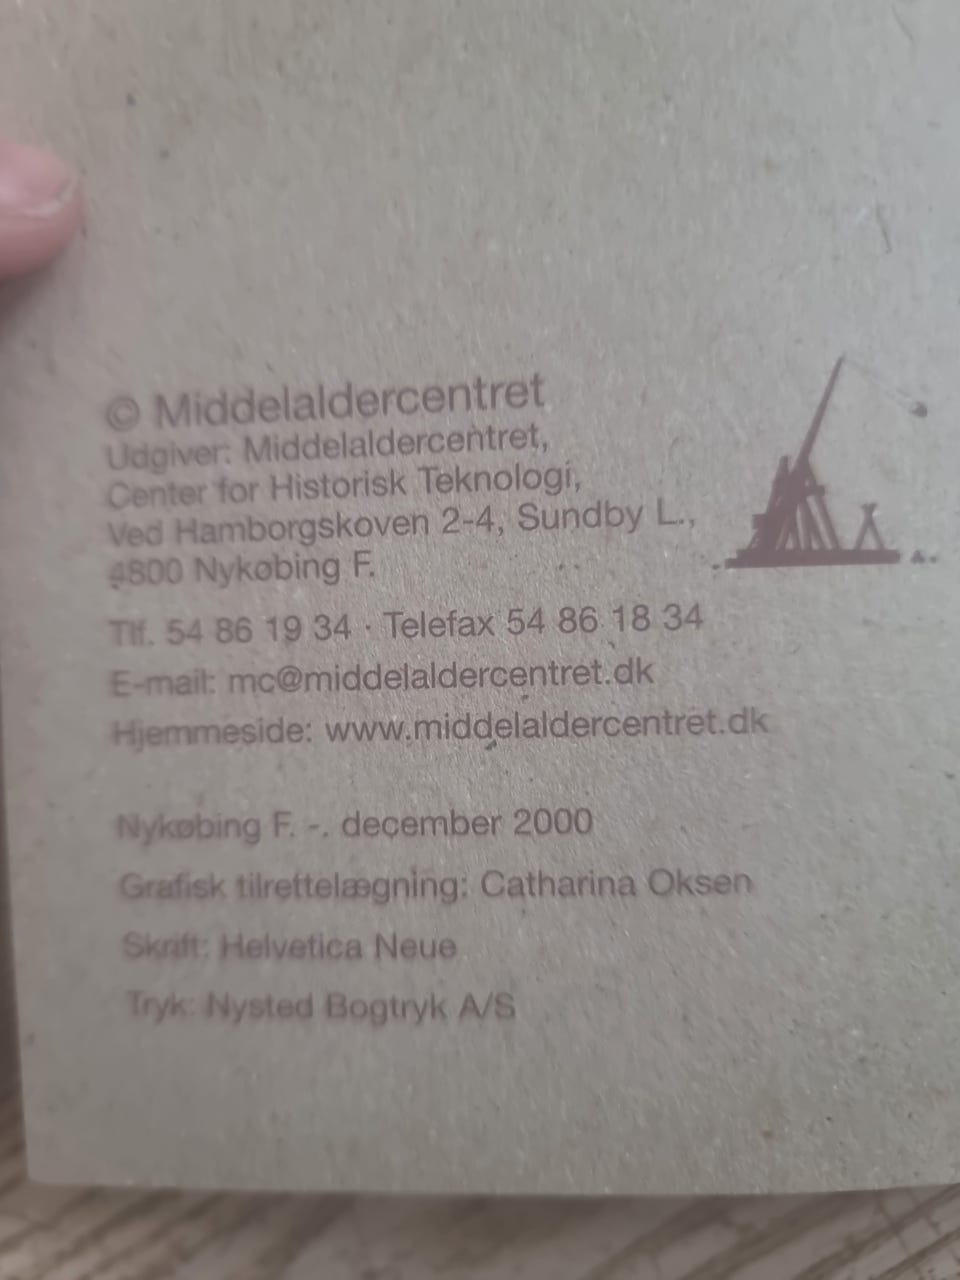 © Middelaldercentret
Udgiver: Middelaldercentret,
Center for Historisk Teknologi,
Ved Hamborgskoven 2-4, Sundby L.,
4800 Nykøbing F.
Tlf. 54 86 19 34 · Telefax 54 86 18 34
E-mail: mc@middelaldercentret.dk
Hjemmeside: www.middelaldercentret.dk
Nykøbing F. -. december 2000
Grafisk tilrettelægning: Catharina Oksen
Skrift: Helvetica Neue
Tryk: Nysted Bogtryk A/S